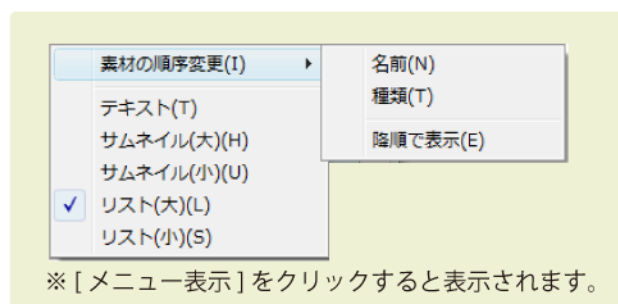 素材の順序変更(I)
テキスト(T)
サムネイル(大)(H)
サムネイル(小)(U)
リスト(大)(L)
リスト(小)(S)
名前(N)
種類(T)
降順で表示(E)
※ [ メニュー表示 ] をクリックすると表示されます。